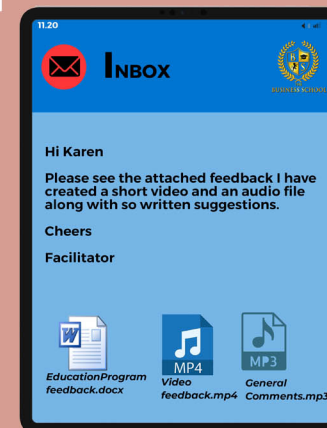 11.20
INBOX
BUSINESS SCHOOL
Hi Karen
Please see the attached feedback I have
created a short video and an audio file
along with so written suggestions.
Cheers
Facilitator
W
MP4
MP3
EducationProgram
feedback.docx
Video
feedback.mp4
General
Comments.mp3